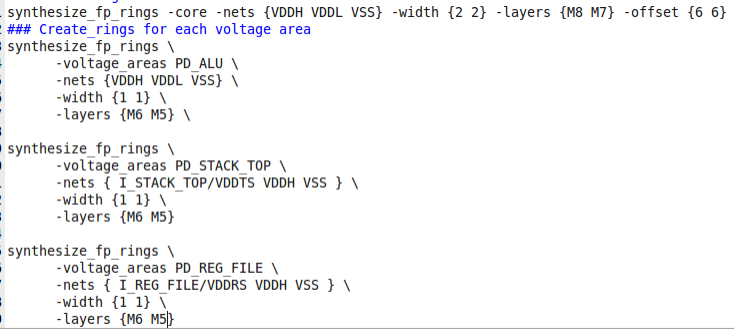 synthesize_fp_rings -core -nets {VDDH VDDL VSS} -width {2 2} -layers {M8 M7} -offset {6 6}
### Create_rings for each voltage area
synthesize_fp_rings \
-voltage_areas PD_ALU \
-nets {VDDH VDDL VSS} \
-width {1 1} \
-layers {M6 M5} \
synthesize_fp_rings \
-voltage_areas PD_STACK_TOP \
-nets { I_STACK_TOP/VDDTS VDDH VSS } \
-width {1 1} \
-layers {M6 M5}
synthesize_fp_rings \
-voltage_areas PD_REG_FILE \
-nets { I_REG_FILE/VDDRS VDDH VSS } \
-width {1 1} \
-layers {M6 M5}